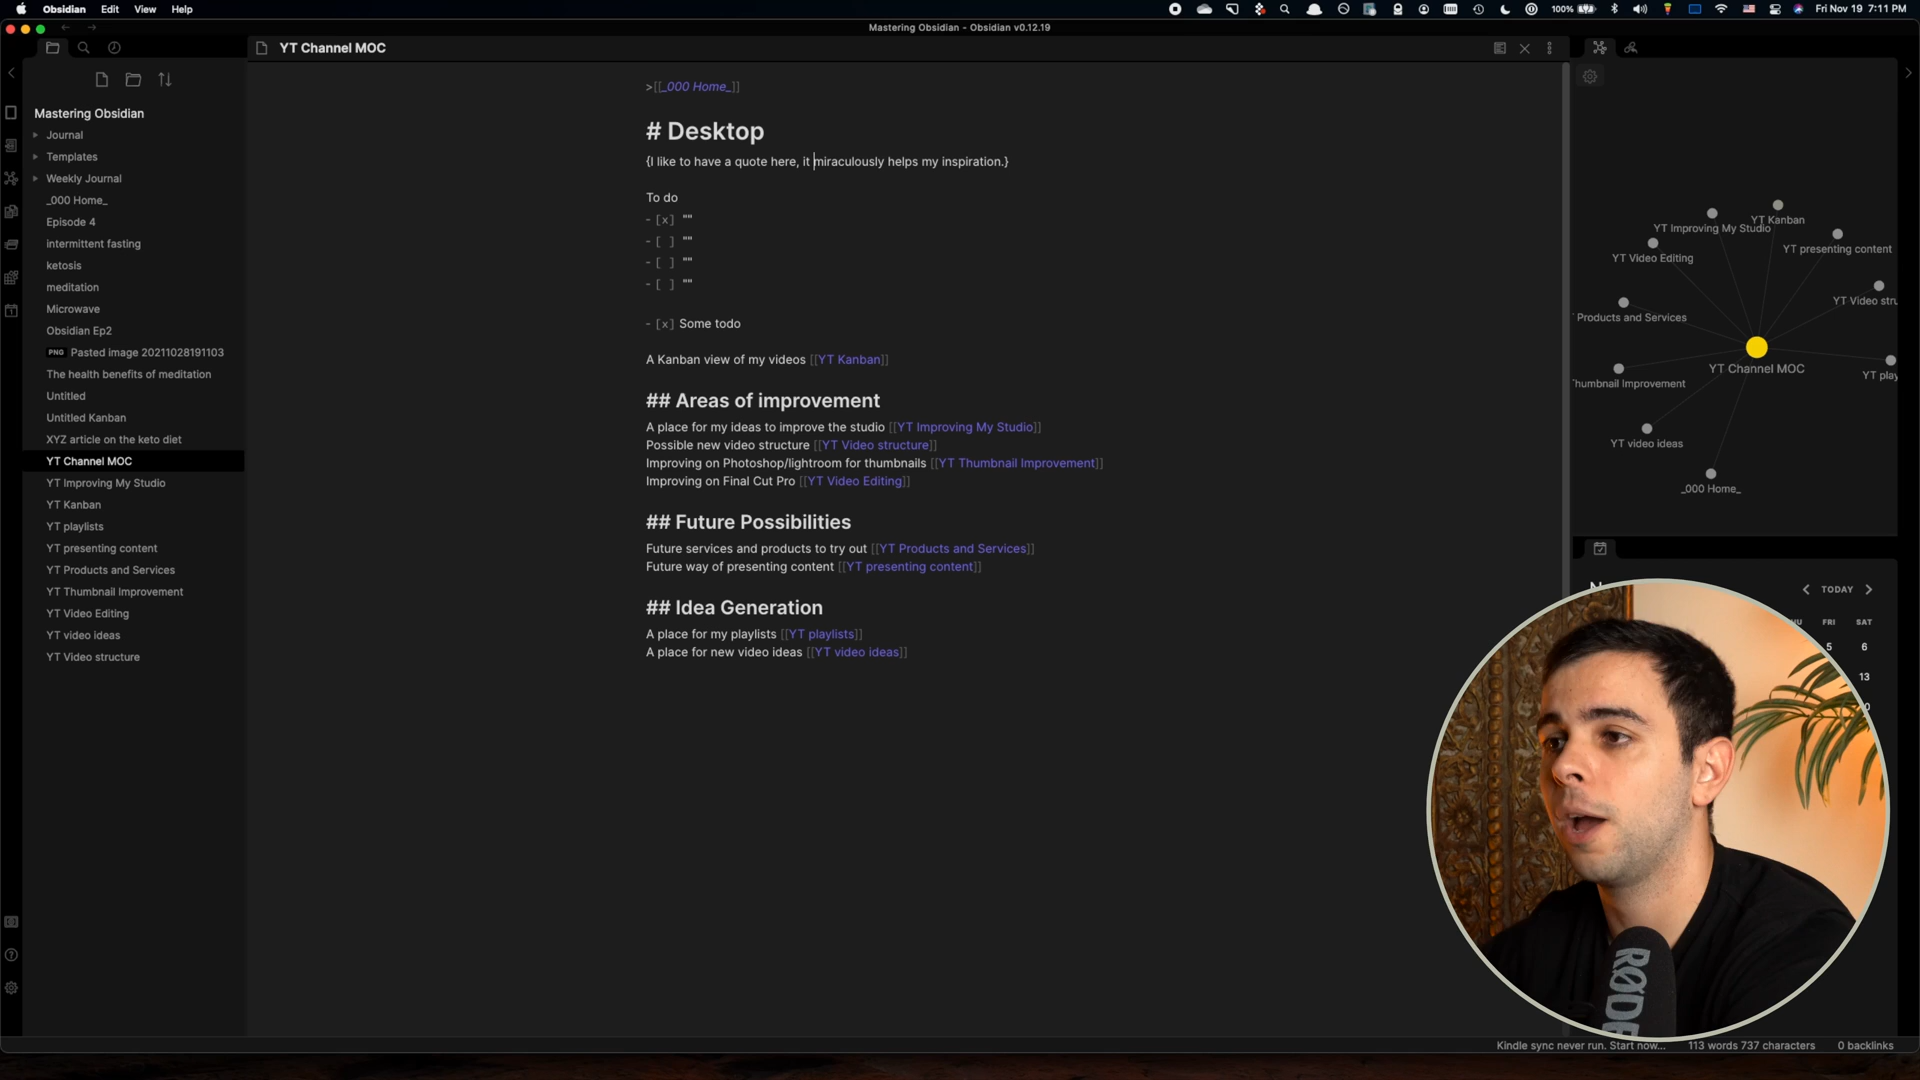 Obsidian Edit View Help
100% Fri Nov 19 7:11 PM
Mastering Obsidian - Obsidian v0.12.19
YT Channel MOC
Mastering Obsidian
Journal
Templates
Weekly Journal
_000 Home_
Episode 4
intermittent fasting
ketosis
meditation
Microwave
Obsidian Ep2
PNG Pasted image 20211028191103
The health benefits of meditation
Untitled
Untitled Kanban
XYZ article on the keto diet
YT Channel MOC
YT Improving My Studio
YT Kanban
YT playlists
YT presenting content
YT Products and Services
YT Thumbnail Improvement
YT Video Editing
YT video ideas
YT Video structure
>[[_000 Home_]]
# Desktop
{I like to have a quote here, it miraculously helps my inspiration.}
To do
- [x] ""
- [ ] ""
- [ ] ""
- [ ] ""
- [x] Some todo
A Kanban view of my videos [[YT Kanban]]
## Areas of improvement
A place for my ideas to improve the studio [[YT Improving My Studio]]
Possible new video structure [[YT Video structure]]
Improving on Photoshop/lightroom for thumbnails [[YT Thumbnail Improvement]]
Improving on Final Cut Pro [[YT Video Editing]]
## Future Possibilities
Future services and products to try out [[YT Products and Services]]
Future way of presenting content [[YT presenting content]]
## Idea Generation
A place for my playlists [[YT playlists]]
A place for new video ideas [[YT video ideas]]
YT Kanban
YT Improving My Studio
YT presenting content
YT Video Editing
YT Video stru
Products and Services
YT Channel MOC
YT play
humbnail Improvement
YT video ideas
_000 Home_
TODAY
FRI SAT
5 6
13
RØDE
Kindle sync never run. Start now... 113 words 737 characters 0 backlinks